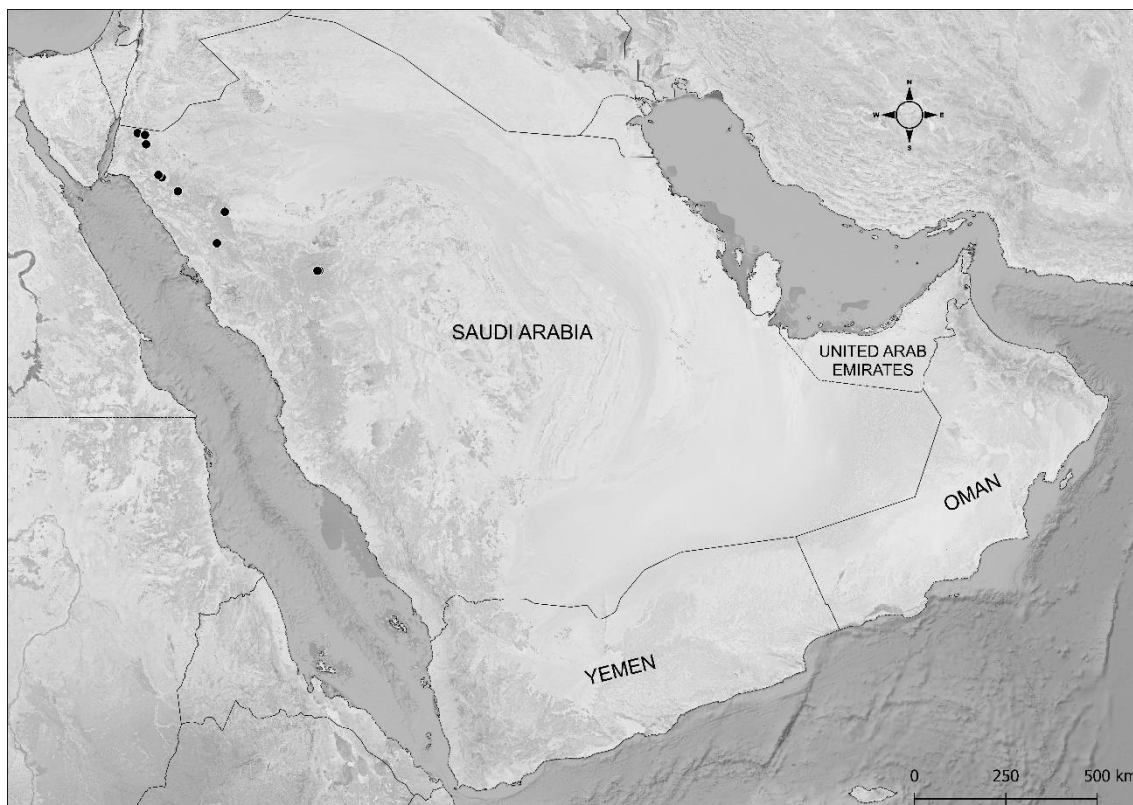 N
W E
S
SAUDI ARABIA
UNITED ARAB
EMIRATES
OMAN
YEMEN
0 250 500 km